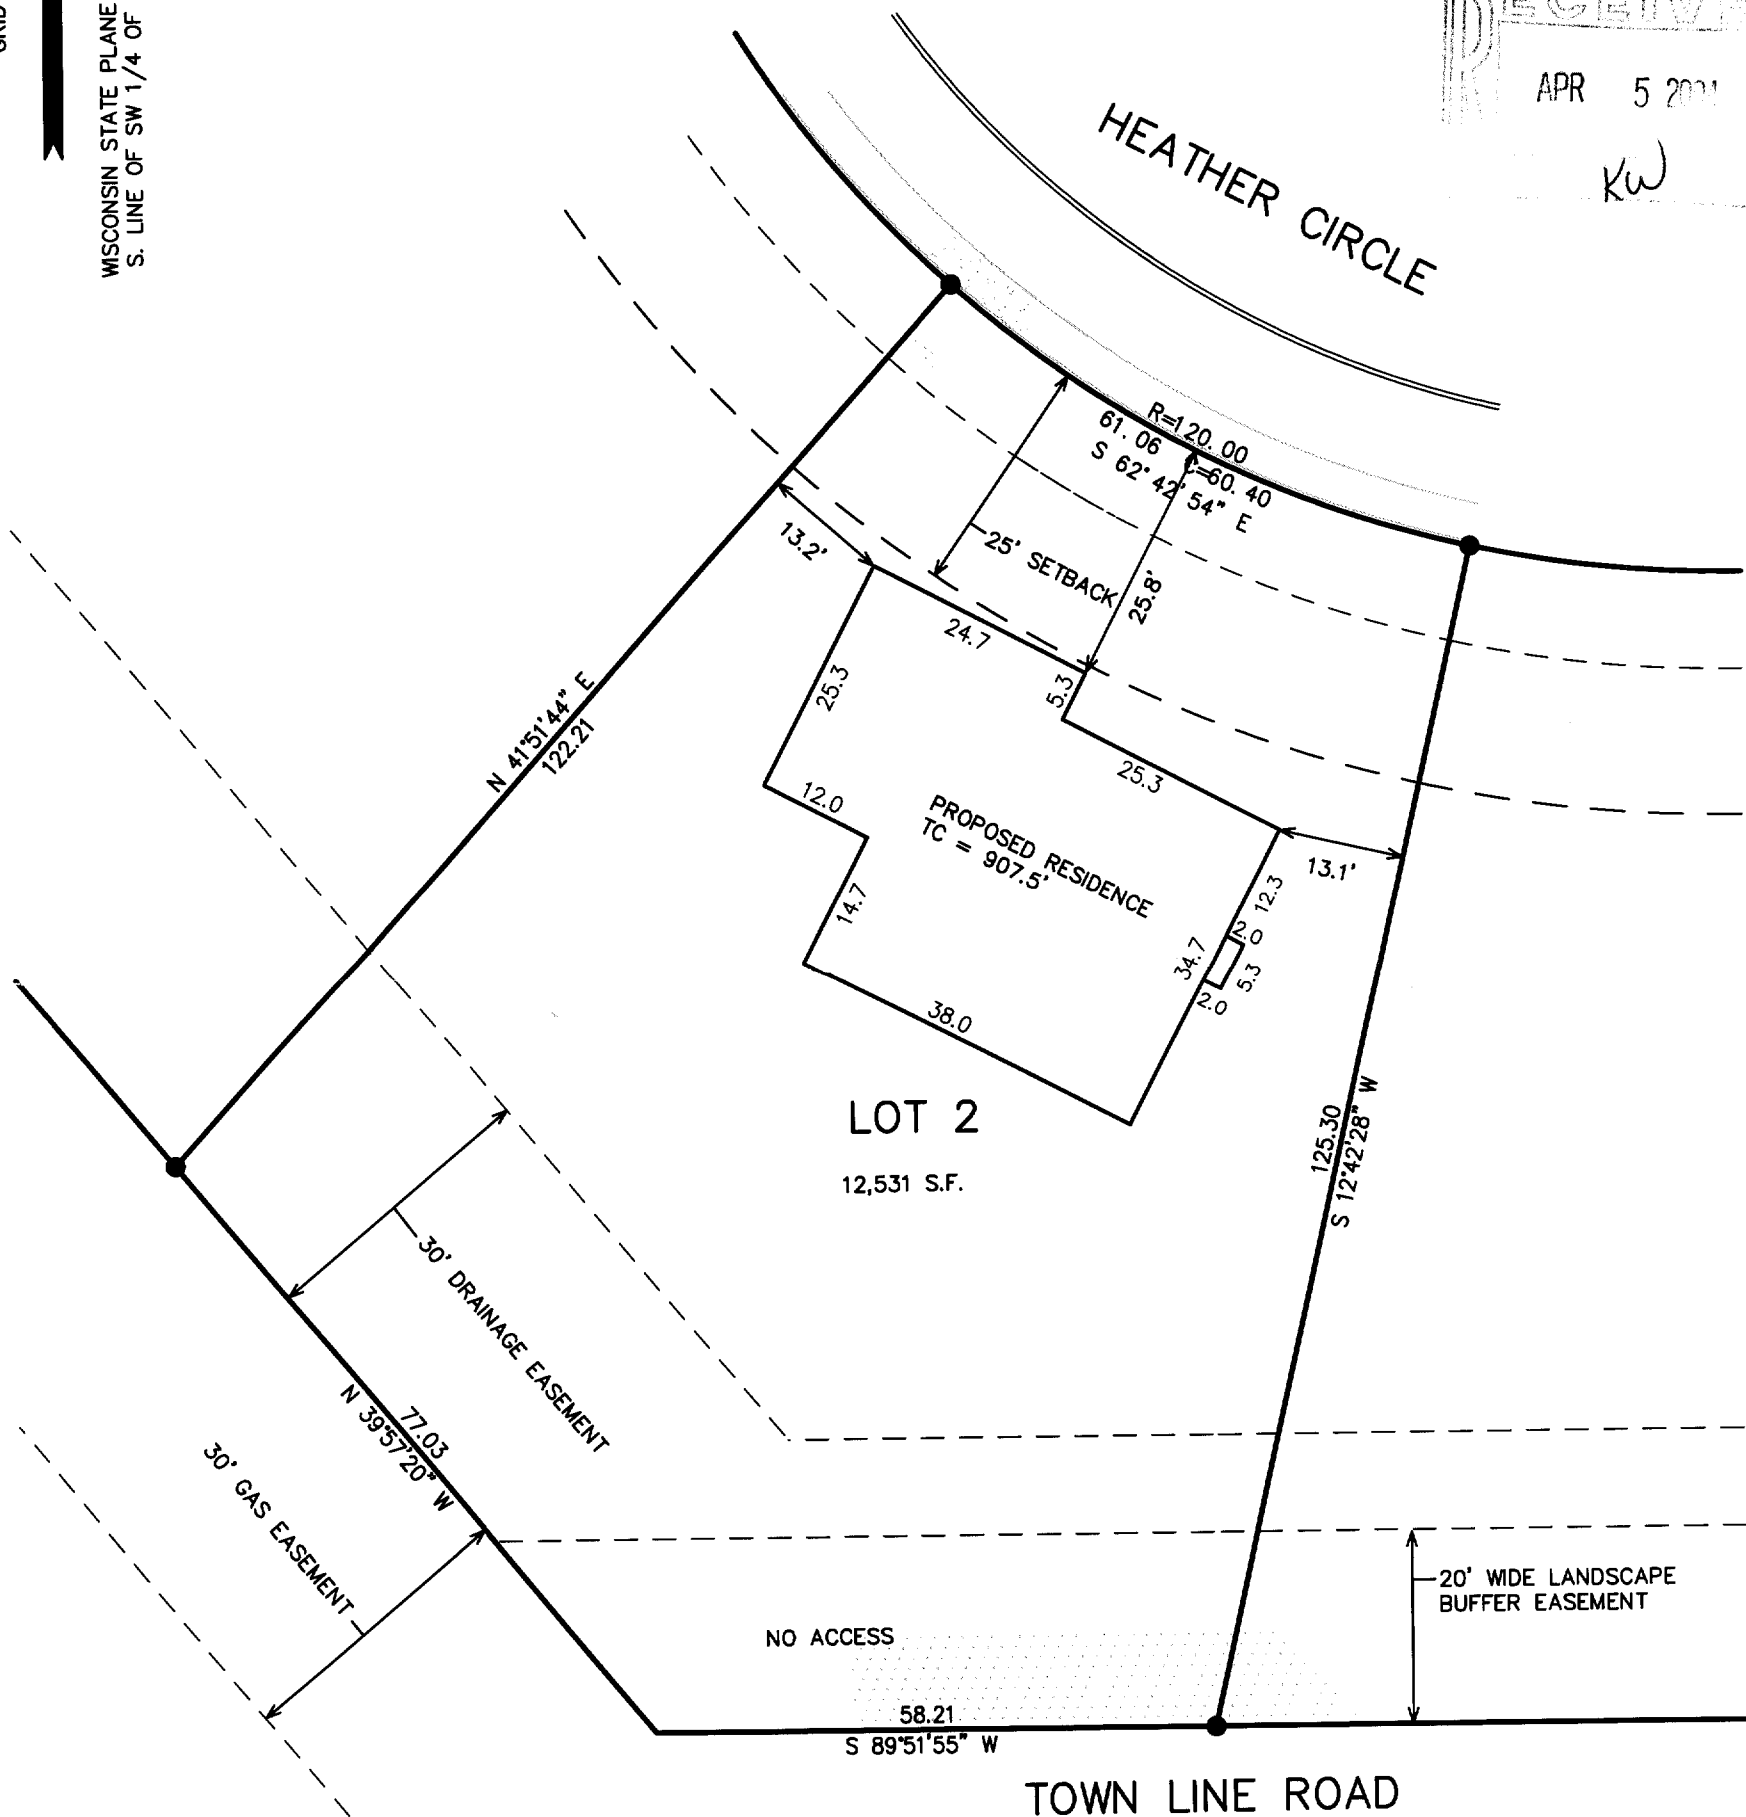 GRID
WISCONSIN STATE PLANE
S. LINE OF SW 1/4 OF
APR 5
KW
HEATHER CIRCLE
R=120.00
61.06 C=60.40
S 62°42'54" E
25' SETBACK
25.8'
13.2'
24.7
25.3
5.3
25.3
12.0
14.7
PROPOSED RESIDENCE
TC = 907.5'
13.1'
12.3
2.0
34.7
5.3
2.0
38.0
N 41°51'44" E
122.21
LOT 2
12,531 S.F.
125.30
S 12°42'28" W
30' DRAINAGE EASEMENT
77.03
N 39°57'20" W
30' GAS EASEMENT
20' WIDE LANDSCAPE
BUFFER EASEMENT
NO ACCESS
58.21
S 89°51'55" W
TOWN LINE ROAD